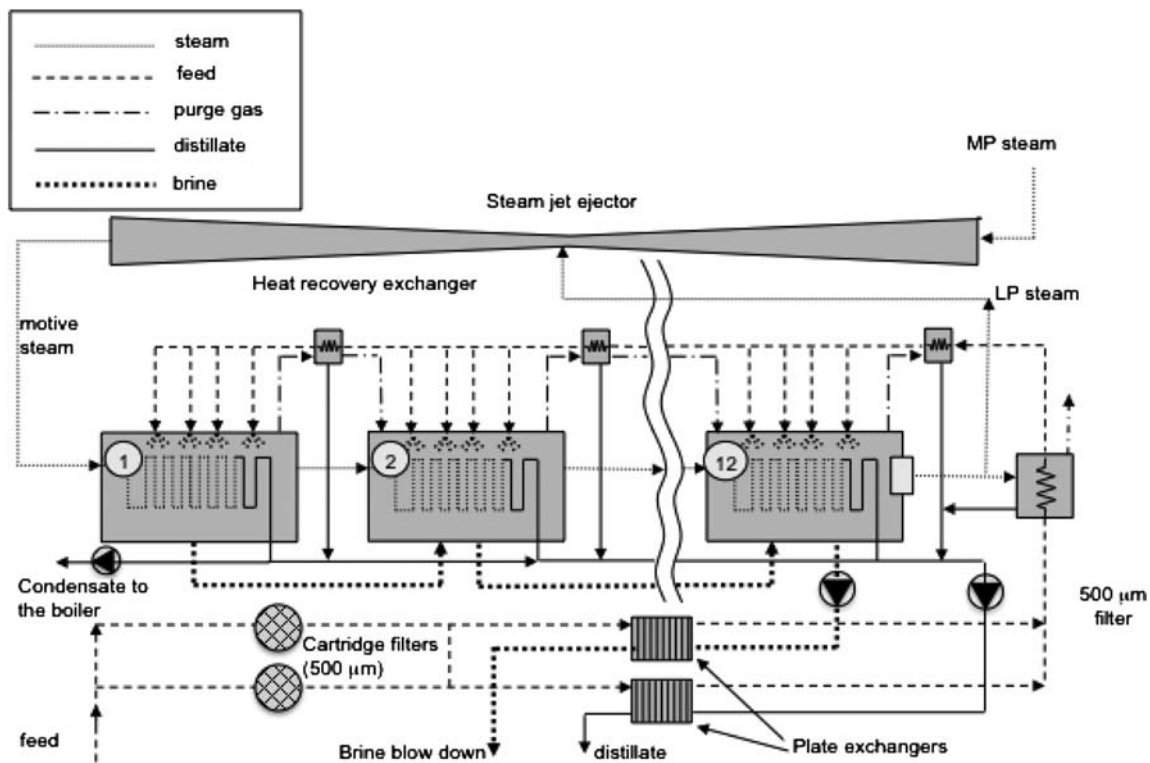 steam
feed
purge gas
distillate
brine
MP steam
Steam jet ejector
Heat recovery exchanger
LP steam
motive
steam
1
2
12
Condensate to
the boiler
Cartridge filters
(500 μm)
500 μm
filter
feed
Brine blow down
distillate
Plate exchangers